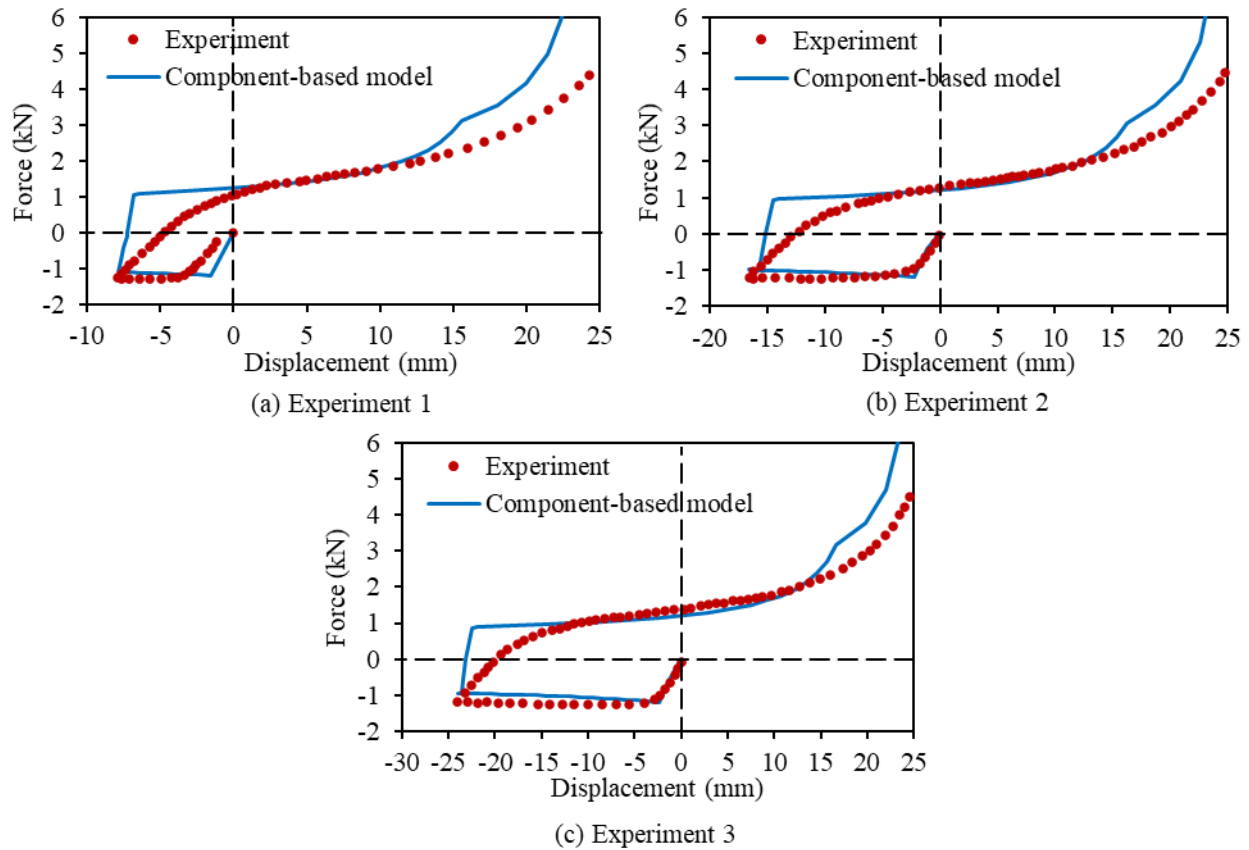 6
5
4
3
2
1
0
-1
-2
Force (kN)
Experiment
Component-based model
-10 -5 0 5 10 15 20 25
Displacement (mm)
(a) Experiment 1
6
5
4
3
2
1
0
-1
-2
Force (kN)
Experiment
Component-based model
-20 -15 -10 -5 0 5 10 15 20 25
Displacement (mm)
(b) Experiment 2
6
5
4
3
2
1
0
-1
-2
Force (kN)
Experiment
Component-based model
-30 -25 -20 -15 -10 -5 0 5 10 15 20 25
Displacement (mm)
(c) Experiment 3